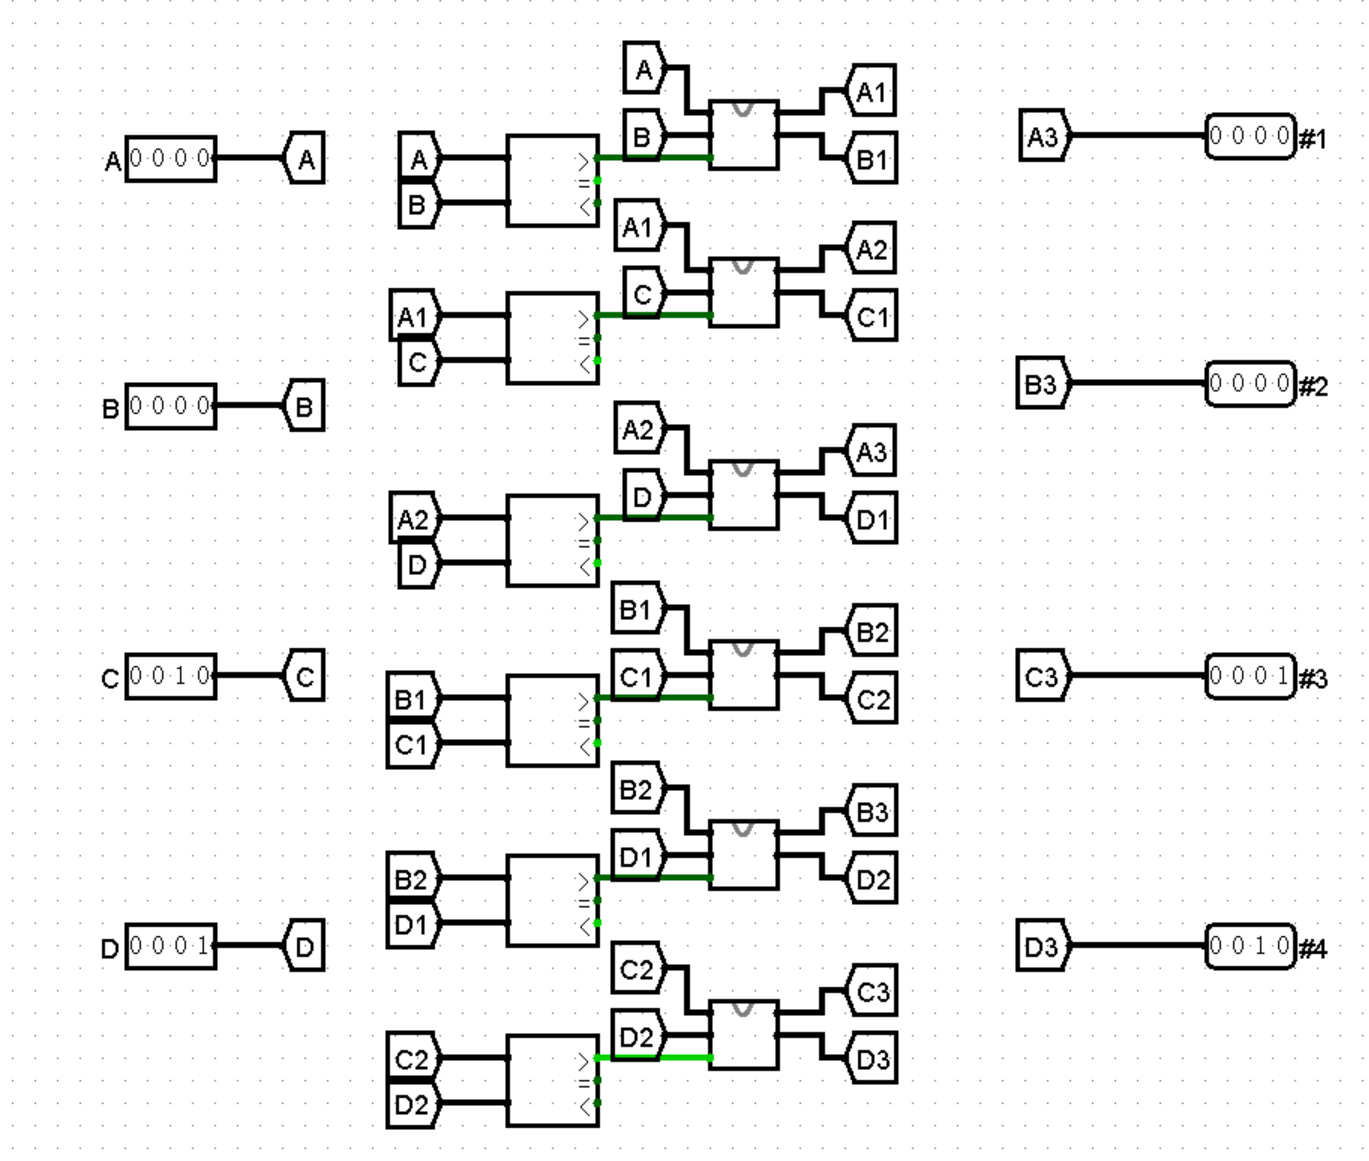 A
A1
B
A 0 0 0 0 A
A >
B1
A3 0 0 0 0 #1
=
B <
A1
A2
C
A1 >
C1
=
C <
B 0 0 0 0 B
B3 0 0 0 0 #2
A2
A3
D
A2 >
D1
=
D <
B1
B2
C1
C 0 0 1 0 C
B1 >
C2
C3 0 0 0 1 #3
=
C1 <
B2
B3
D1
B2 >
D2
=
D1 <
D 0 0 0 1 D
D3 0 0 1 0 #4
C2
C3
D2
C2 >
D3
=
D2 <